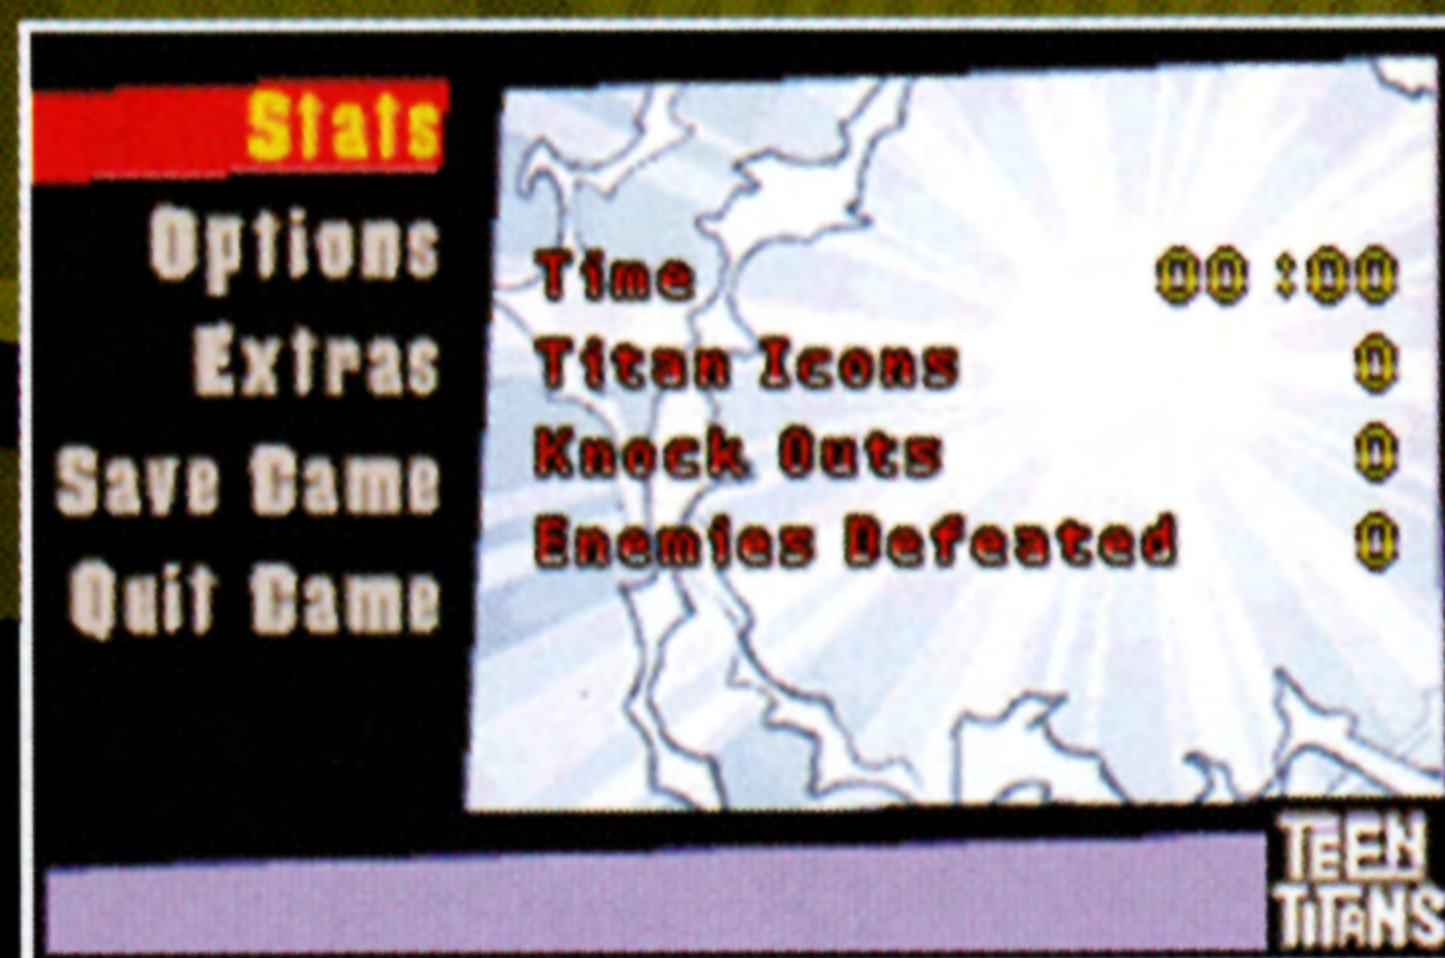 Stats
Options
Extras
Save Game
Quit Game
Time 00:00
Titan Icons 0
Knock Outs 0
Enemies Defeated 0
TEEN
TITANS